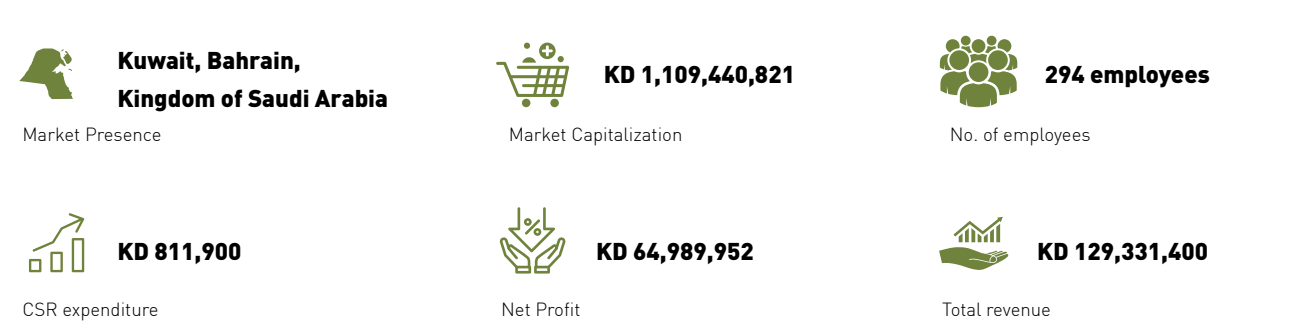 Kuwait, Bahrain,
Kingdom of Saudi Arabia
Market Presence
KD 1,109,440,821
Market Capitalization
294 employees
No. of employees
KD 811,900
CSR expenditure
%
KD 64,989,952
Net Profit
KD 129,331,400
Total revenue